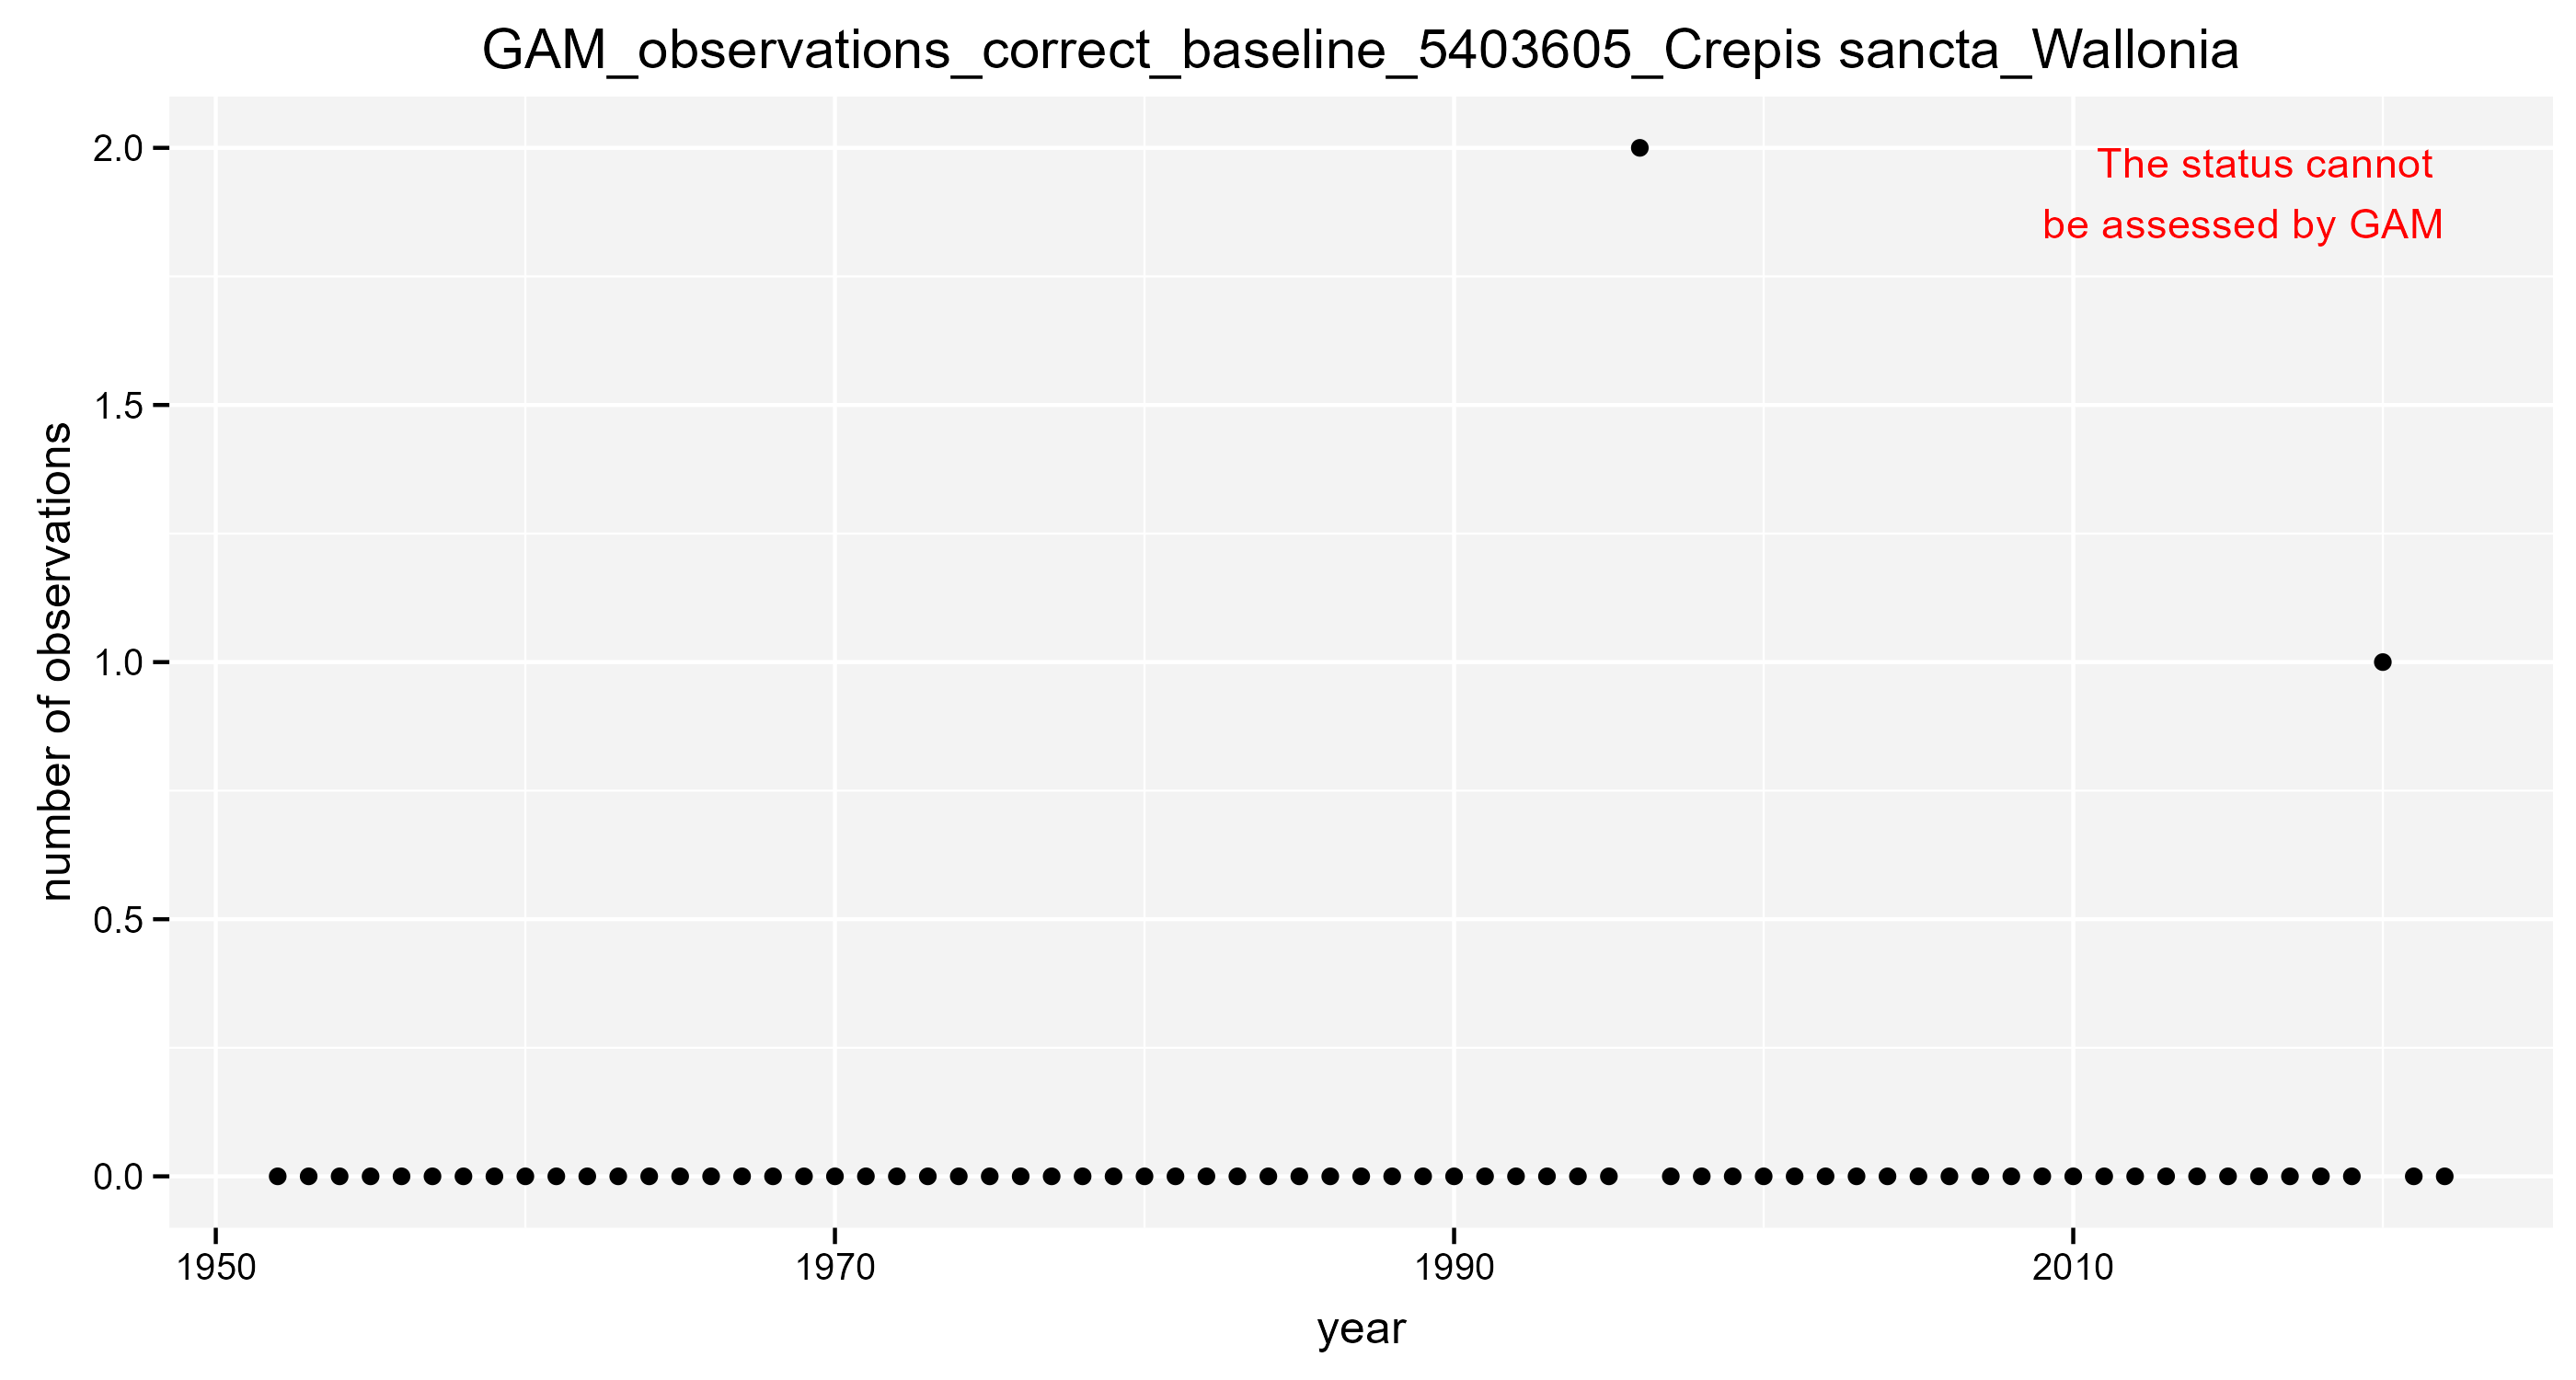 GAM_observations_correct_baseline_5403605_Crepis sancta_Wallonia
2.0
The status cannot
be assessed by GAM
1.5
1.0
0.5
0.0
number of observations
1950
1970
1990
2010
year